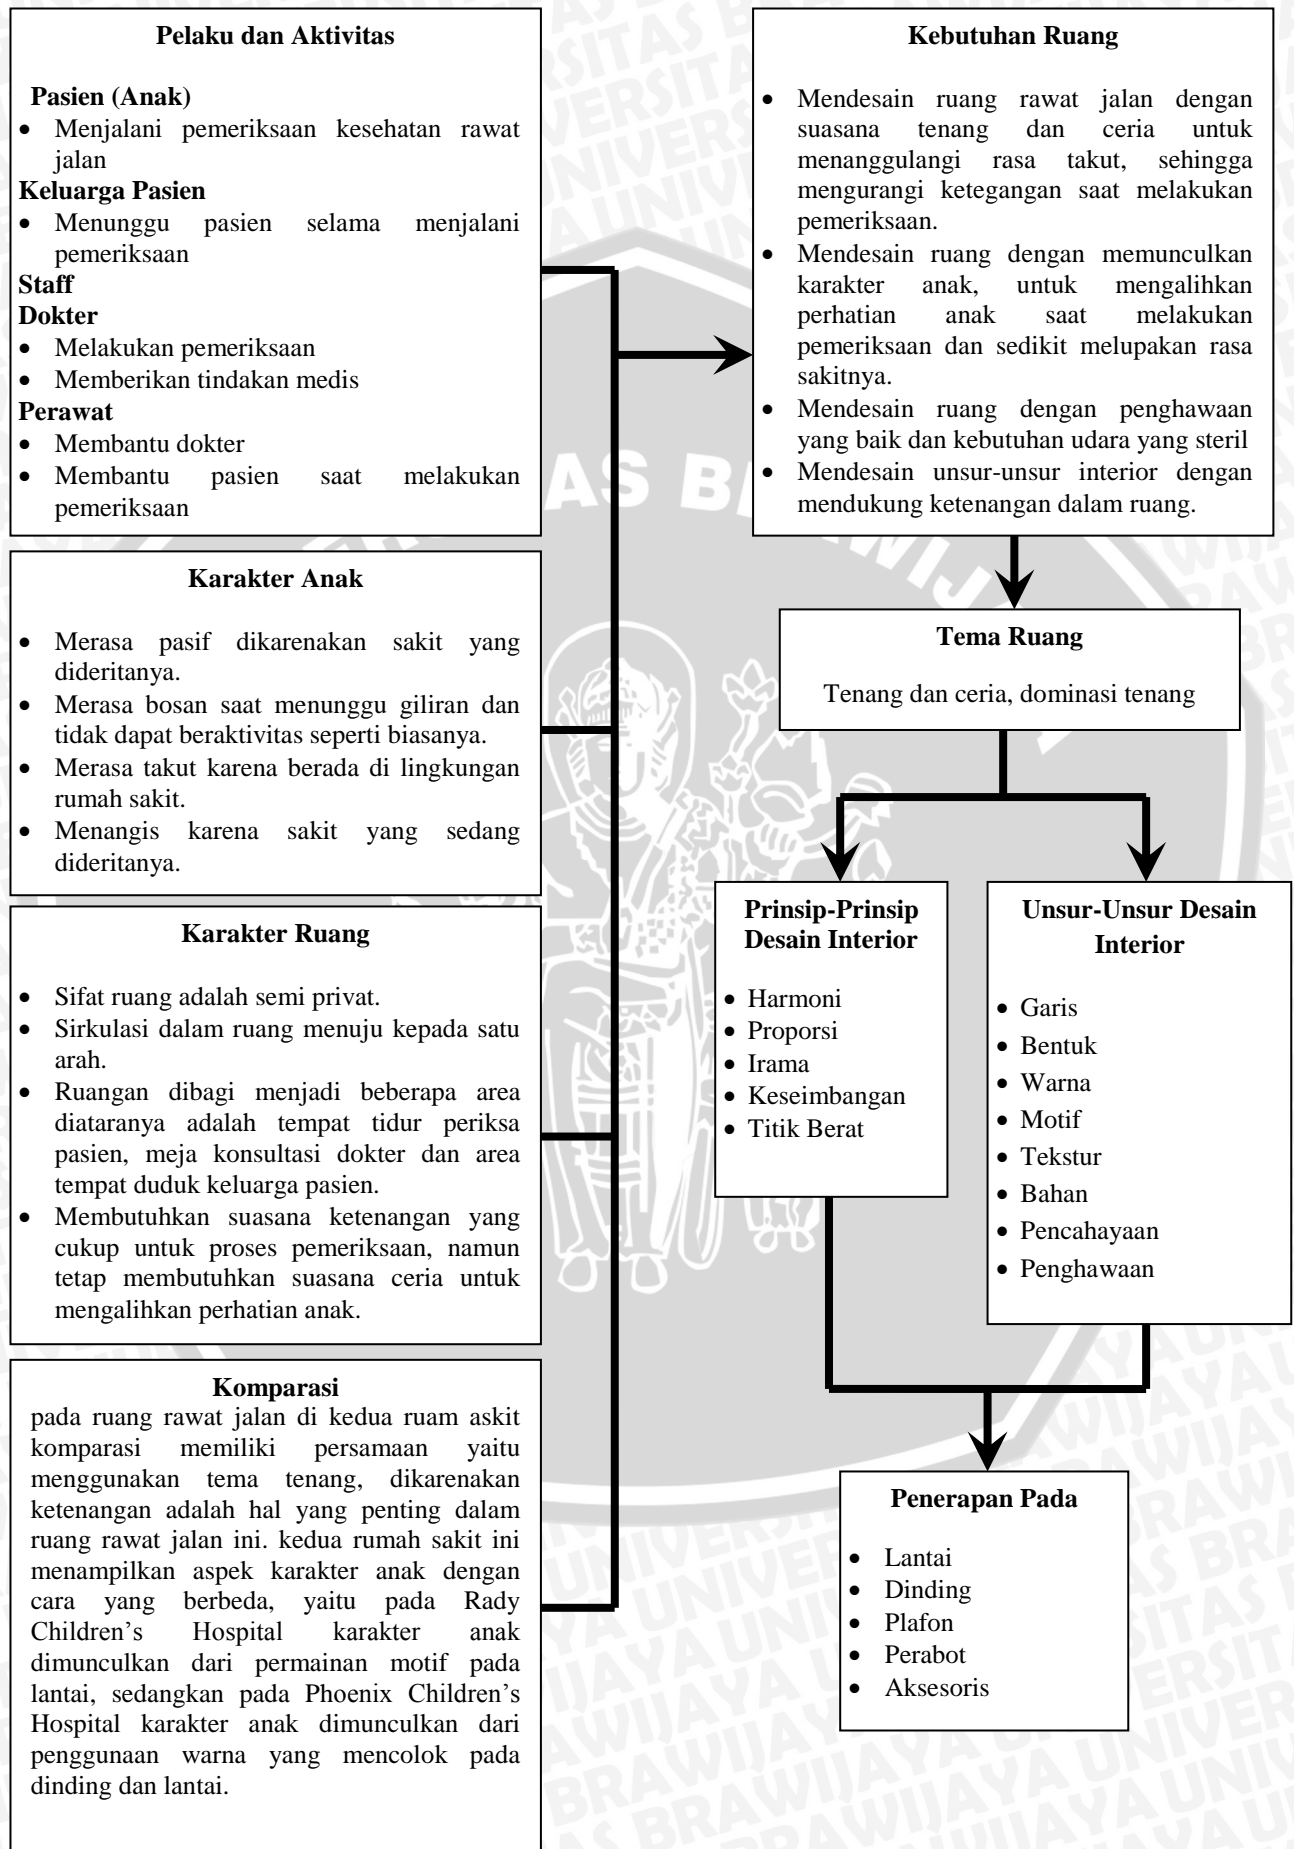 Pelaku dan Aktivitas
Pasien (Anak)
• Menjalani pemeriksaan kesehatan rawat
jalan
Keluarga Pasien
• Menunggu pasien selama menjalani
pemeriksaan
Staff
Dokter
• Melakukan pemeriksaan
• Memberikan tindakan medis
Perawat
• Membantu dokter
• Membantu pasien saat melakukan
pemeriksaan
Karakter Anak
• Merasa pasif dikarenakan sakit yang
dideritanya.
• Merasa bosan saat menunggu giliran dan
tidak dapat beraktivitas seperti biasanya.
• Merasa takut karena berada di lingkungan
rumah sakit.
• Menangis karena sakit yang sedang
dideritanya.
Karakter Ruang
• Sifat ruang adalah semi privat.
• Sirkulasi dalam ruang menuju kepada satu
arah.
• Ruangan dibagi menjadi beberapa area
diataranya adalah tempat tidur periksa
pasien, meja konsultasi dokter dan area
tempat duduk keluarga pasien.
• Membutuhkan suasana ketenangan yang
cukup untuk proses pemeriksaan, namun
tetap membutuhkan suasana ceria untuk
mengalihkan perhatian anak.
Komparasi
pada ruang rawat jalan di kedua ruam askit
komparasi memiliki persamaan yaitu
menggunakan tema tenang, dikarenakan
ketenangan adalah hal yang penting dalam
ruang rawat jalan ini. kedua rumah sakit ini
menampilkan aspek karakter anak dengan
cara yang berbeda, yaitu pada Rady
Children’s Hospital karakter anak
dimunculkan dari permainan motif pada
lantai, sedangkan pada Phoenix Children’s
Hospital karakter anak dimunculkan dari
penggunaan warna yang mencolok pada
dinding dan lantai.
Kebutuhan Ruang
• Mendesain ruang rawat jalan dengan
suasana tenang dan ceria untuk
menanggulangi rasa takut, sehingga
mengurangi ketegangan saat melakukan
pemeriksaan.
• Mendesain ruang dengan memunculkan
karakter anak, untuk mengalihkan
perhatian anak saat melakukan
pemeriksaan dan sedikit melupakan rasa
sakitnya.
• Mendesain ruang dengan penghawaan
yang baik dan kebutuhan udara yang steril
• Mendesain unsur-unsur interior dengan
mendukung ketenangan dalam ruang.
Tema Ruang
Tenang dan ceria, dominasi tenang
Prinsip-Prinsip
Desain Interior
• Harmoni
• Proporsi
• Irama
• Keseimbangan
• Titik Berat
Unsur-Unsur Desain
Interior
• Garis
• Bentuk
• Warna
• Motif
• Tekstur
• Bahan
• Pencahayaan
• Penghawaan
Penerapan Pada
• Lantai
• Dinding
• Plafon
• Perabot
• Aksesoris